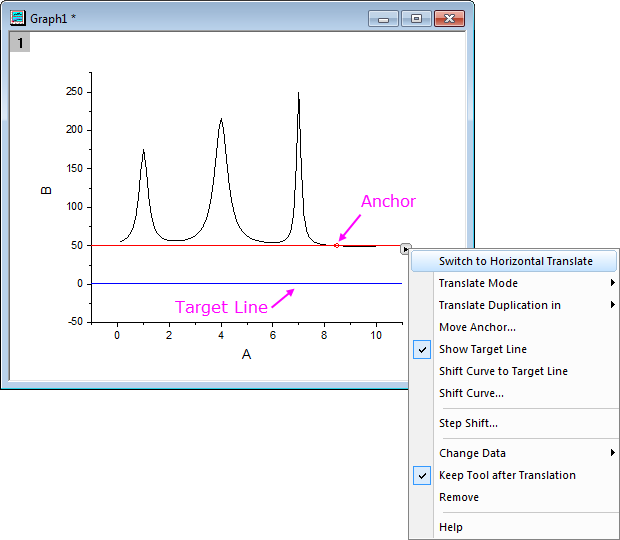 Graph1 *
1
250
200
150
100
50
0
-50
B
0
2
4
6
8
10
A
Anchor
Target Line
Switch to Horizontal Translate
Translate Mode
Translate Duplication in
Move Anchor...
Show Target Line
Shift Curve to Target Line
Shift Curve...
Step Shift...
Change Data
Keep Tool after Translation
Remove
Help